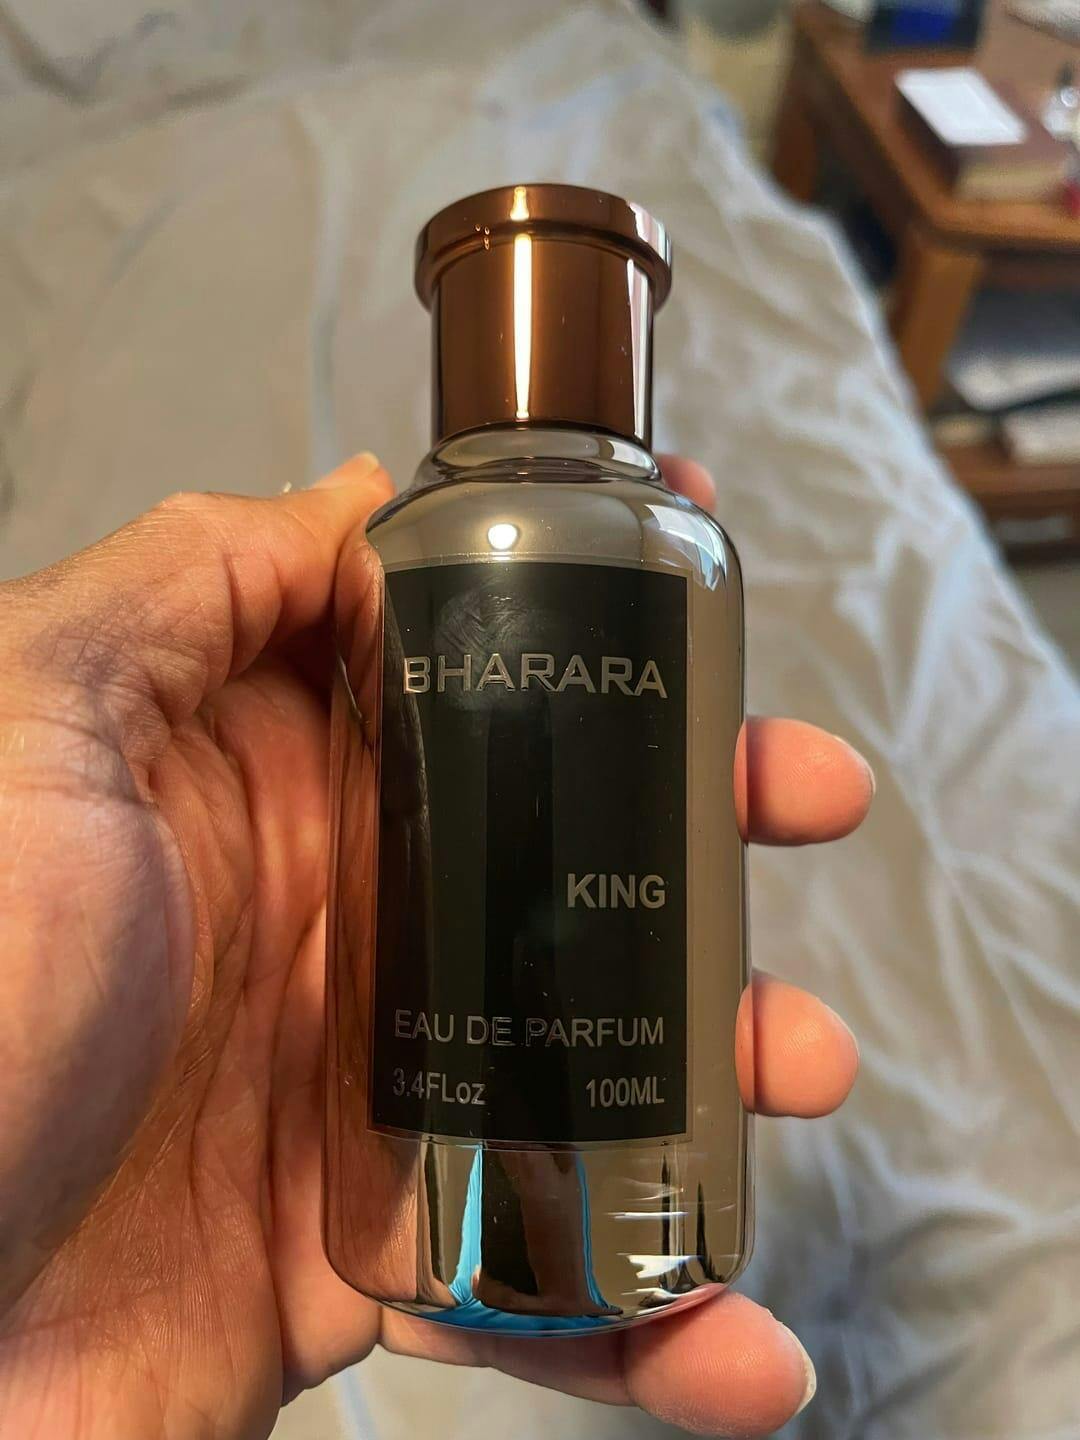 BHARARA
KING
EAU DE PARFUM
3.4FLoz 100ML